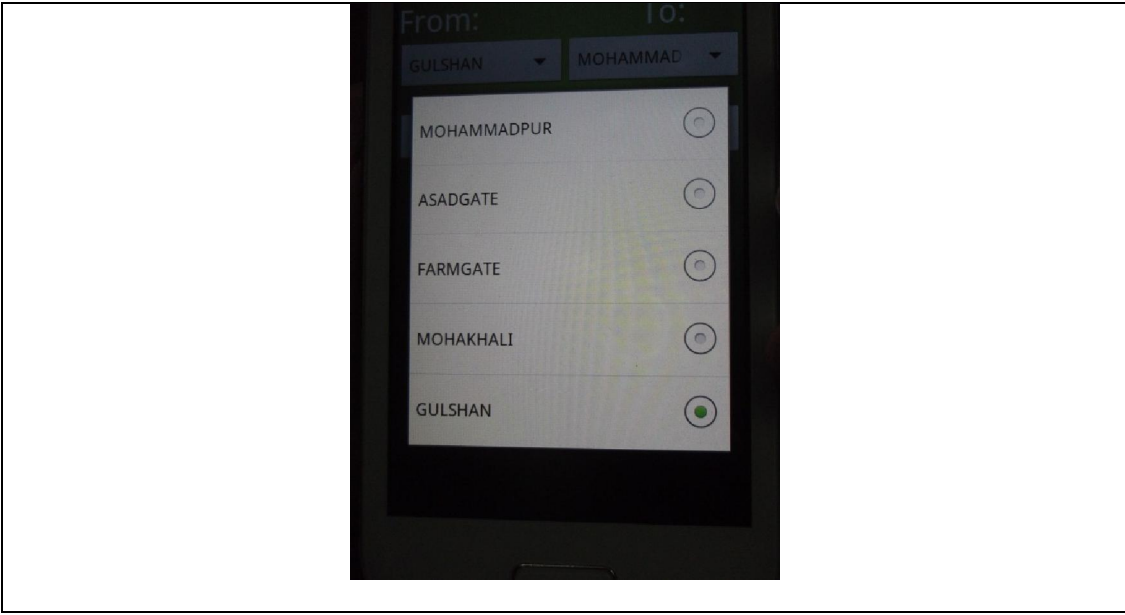 From: To:
GULSHAN MOHAMMAD
MOHAMMADPUR
ASADGATE
FARMGATE
MOHAKHALI
GULSHAN